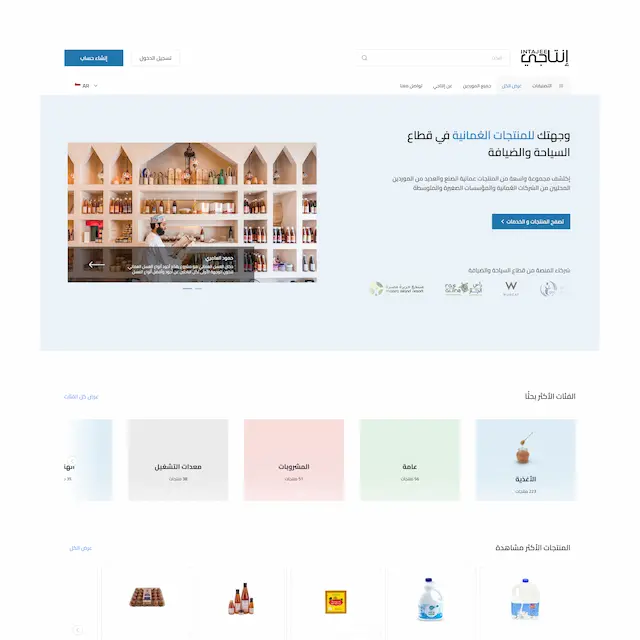 INTAJEE
إنتاجي
البحث
تسجيل الدخول
إنشاء حساب
التصنيفات
عرض الكل
جميع الموردين
عن إنتاجي
تواصل معنا
AR
وجهتك للمنتجات العُمانية في قطاع
السياحة والضيافة
إكتشف مجموعة واسعة من المنتجات عمانية الصنع والعديد من الموردين
المحليين من الشركات العُمانية والمؤسسات الصغيرة والمتوسطة
تصفح المنتجات و الخدمات
حمود العامري
شركاء المنصة من قطاع السياحة والضيافة
W
الفئات الأكثر بحثًا
عرض كل الفئات
الأغذية
223 منتجات
عامة
56 منتجات
المشروبات
51 منتجات
معدات التشغيل
38 منتجات
المنتجات الأكثر مشاهدة
عرض الكل